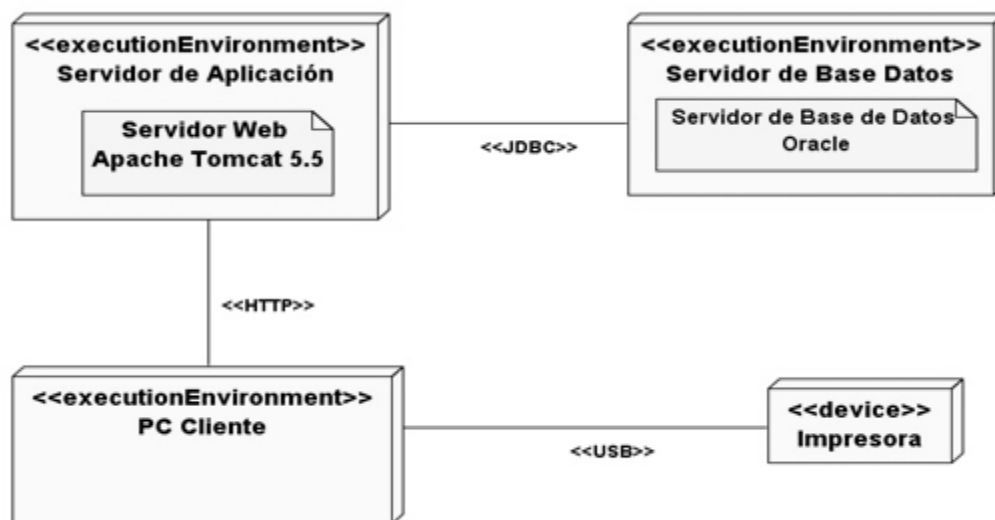 <<executionEnvironment>>
Servidor de Aplicación
Servidor Web
Apache Tomcat 5.5
<<JDBC>>
<<executionEnvironment>>
Servidor de Base Datos
Servidor de Base de Datos
Oracle
<<HTTP>>
<<executionEnvironment>>
PC Cliente
<<USB>>
<<device>>
Impresora